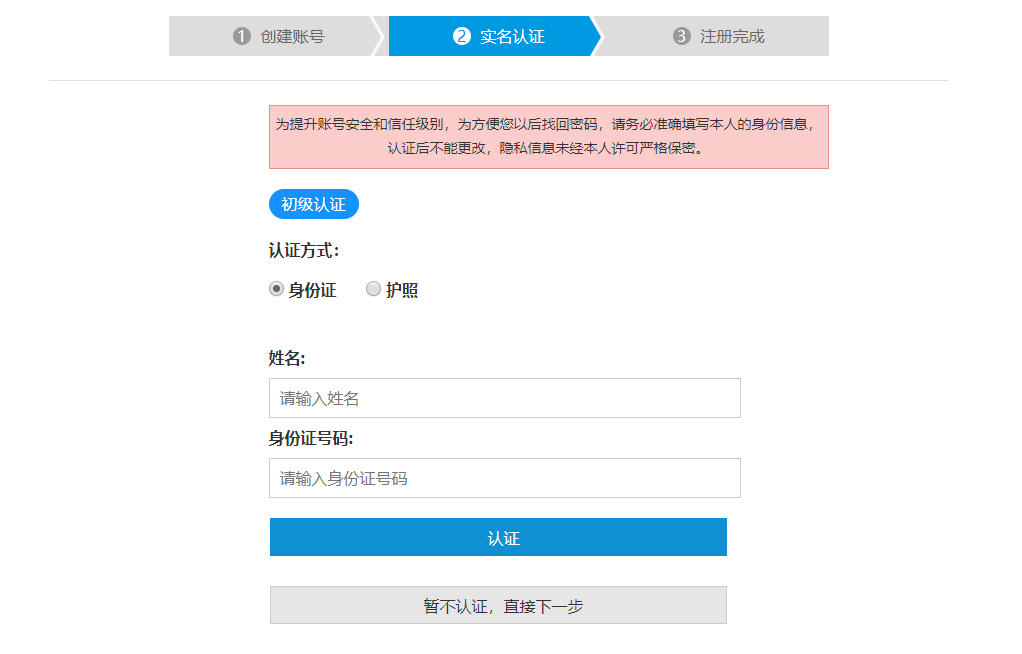 1 创建账号
2 实名认证
3 注册完成
为提升账号安全和信任级别，为方便您以后找回密码，请务必准确填写本人的身份信息，
认证后不能更改，隐私信息未经本人许可严格保密。
初级认证
认证方式：
身份证 护照
姓名:
请输入姓名
身份证号码:
请输入身份证号码
认证
暂不认证，直接下一步